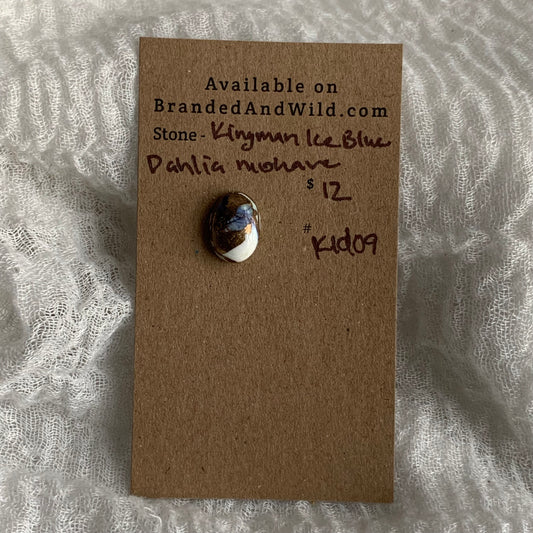 Available on
BrandedAndWild.com
Stone - Kingman Ice Blue
Dahlia mohave
$ 12
#
KId09